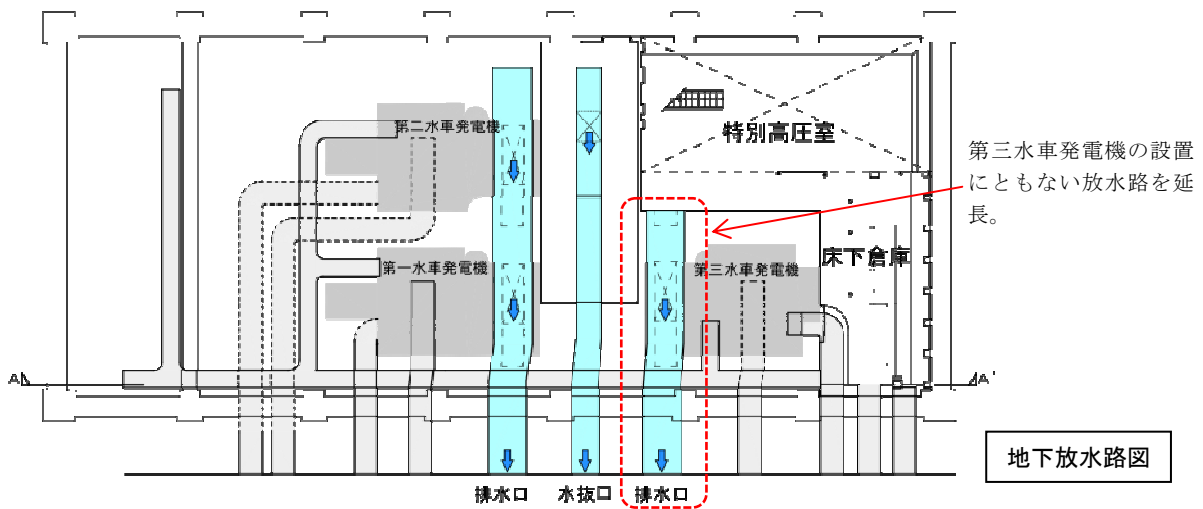 第二水車発電機
特別高圧室
第三水車発電機の設置
にともない放水路を延
長。
第一水車発電機
第三水車発電機
床下倉庫
A
A'
地下放水路図
排水口
水抜口
排水口